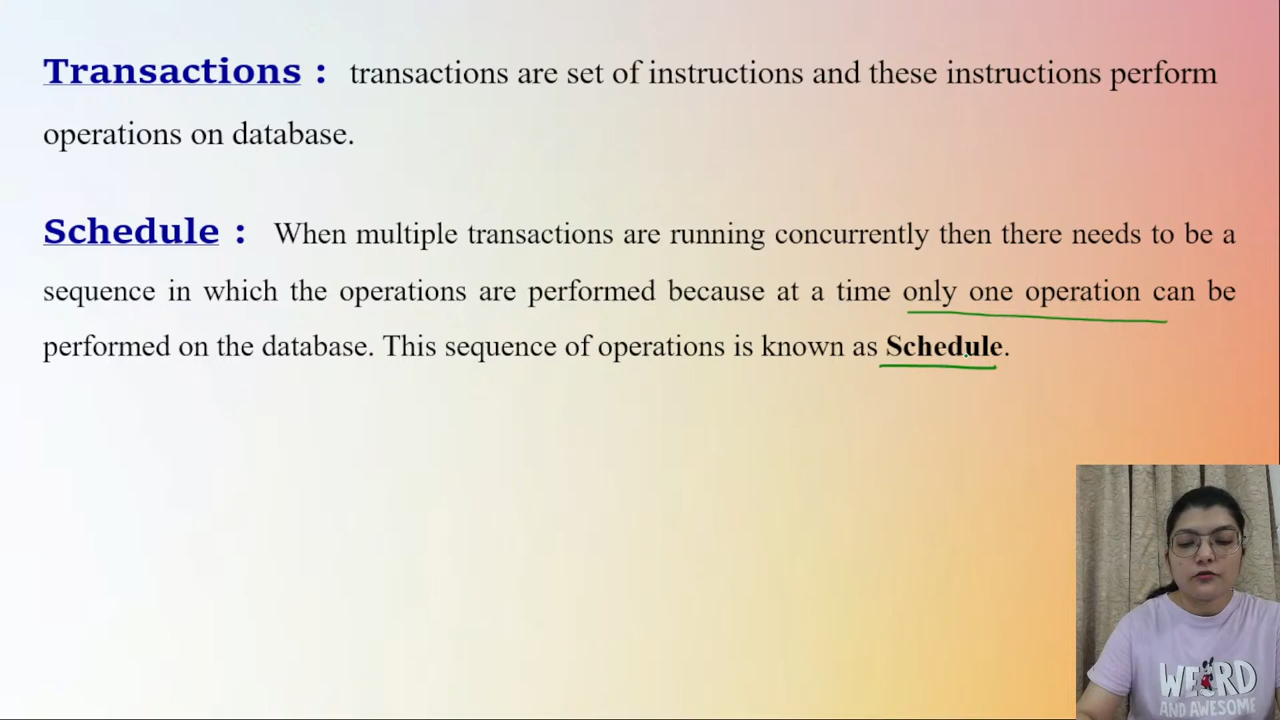 Transactions : transactions are set of instructions and these instructions perform
operations on database.
Schedule : When multiple transactions are running concurrently then there needs to be a
sequence in which the operations are performed because at a time only one operation can be
performed on the database. This sequence of operations is known as Schedule.
WEIRD
AND AWESOME